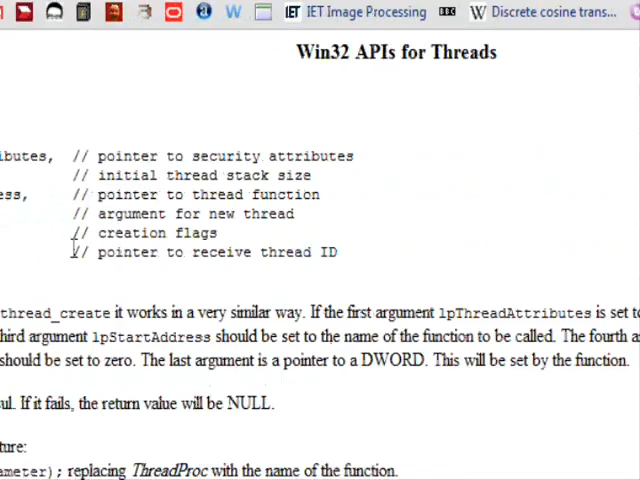 IET IET Image Processing BBC W Discrete cosine trans...
Win32 APIs for Threads
ibutes, // pointer to security attributes
// initial thread stack size
ess, // pointer to thread function
// argument for new thread
// creation flags
// pointer to receive thread ID
thread_create it works in a very similar way. If the first argument lpThreadAttributes is set to
hird argument lpStartAddress should be set to the name of the function to be called. The fourth a
should be set to zero. The last argument is a pointer to a DWORD. This will be set by the function.
sul. If it fails, the return value will be NULL.
ture:
ameter); replacing ThreadProc with the name of the function.